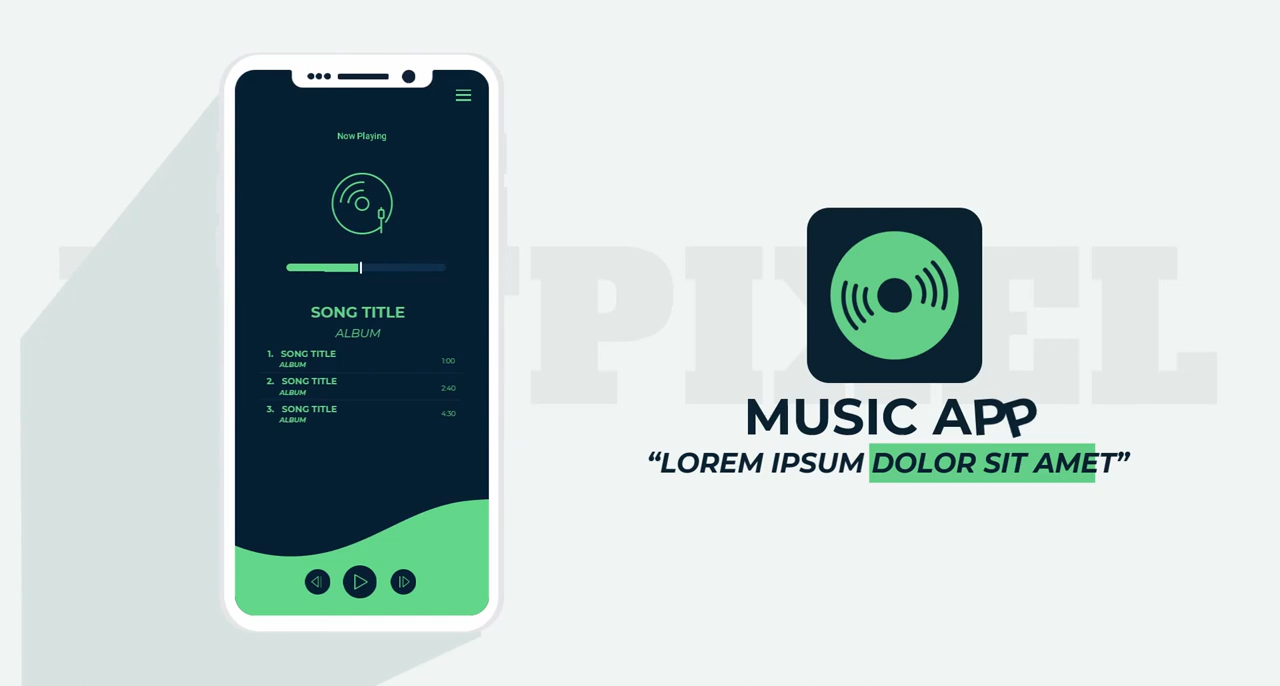 Now Playing
SONG TITLE
ALBUM
1. SONG TITLE
ALBUM
1:00
2. SONG TITLE
ALBUM
2:40
3. SONG TITLE
ALBUM
4:30
PIXEL
MUSIC APP
“LOREM IPSUM DOLOR SIT AMET”